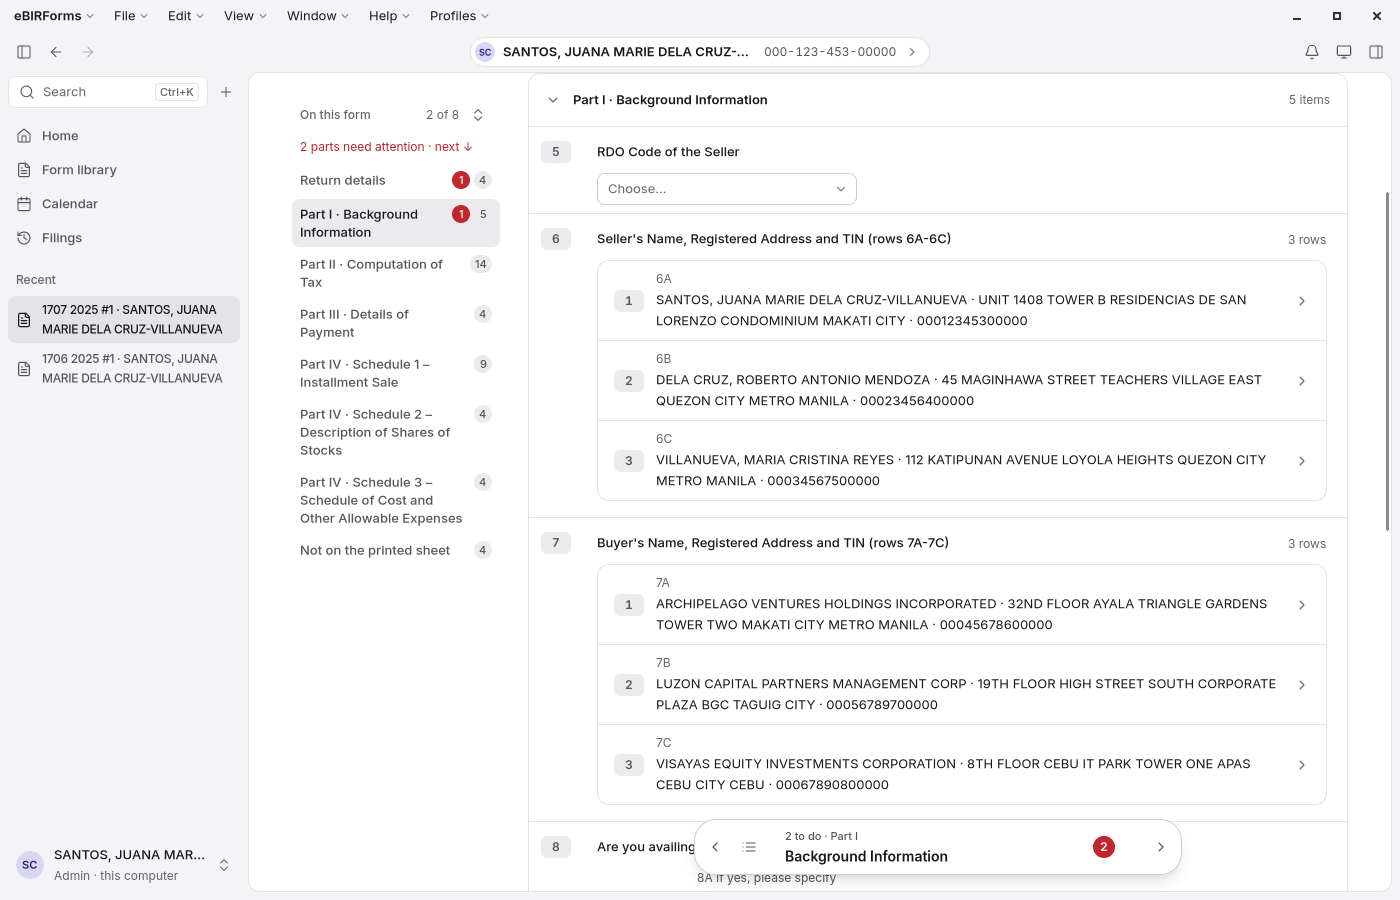 eBIRForms File Edit View Window Help Profiles
SC SANTOS, JUANA MARIE DELA CRUZ-... 000-123-453-00000
Search Ctrl+K
Home
Form library
Calendar
Filings
Recent
1707 2025 #1 · SANTOS, JUANA
MARIE DELA CRUZ-VILLANUEVA
1706 2025 #1 · SANTOS, JUANA
MARIE DELA CRUZ-VILLANUEVA
SC SANTOS, JUANA MAR...
Admin · this computer
On this form 2 of 8
2 parts need attention · next ↓
Return details 1 4
Part I · Background 1 5
Information
Part II · Computation of 14
Tax
Part III · Details of 4
Payment
Part IV · Schedule 1 – 9
Installment Sale
Part IV · Schedule 2 – 4
Description of Shares of
Stocks
Part IV · Schedule 3 – 4
Schedule of Cost and
Other Allowable Expenses
Not on the printed sheet 4
Part I · Background Information 5 items
5 RDO Code of the Seller
Choose...
6 Seller's Name, Registered Address and TIN (rows 6A-6C) 3 rows
6A
1 SANTOS, JUANA MARIE DELA CRUZ-VILLANUEVA · UNIT 1408 TOWER B RESIDENCIAS DE SAN
LORENZO CONDOMINIUM MAKATI CITY · 00012345300000
6B
2 DELA CRUZ, ROBERTO ANTONIO MENDOZA · 45 MAGINHAWA STREET TEACHERS VILLAGE EAST
QUEZON CITY METRO MANILA · 00023456400000
6C
3 VILLANUEVA, MARIA CRISTINA REYES · 112 KATIPUNAN AVENUE LOYOLA HEIGHTS QUEZON CITY
METRO MANILA · 00034567500000
7 Buyer's Name, Registered Address and TIN (rows 7A-7C) 3 rows
7A
1 ARCHIPELAGO VENTURES HOLDINGS INCORPORATED · 32ND FLOOR AYALA TRIANGLE GARDENS
TOWER TWO MAKATI CITY METRO MANILA · 00045678600000
7B
2 LUZON CAPITAL PARTNERS MANAGEMENT CORP · 19TH FLOOR HIGH STREET SOUTH CORPORATE
PLAZA BGC TAGUIG CITY · 00056789700000
7C
3 VISAYAS EQUITY INVESTMENTS CORPORATION · 8TH FLOOR CEBU IT PARK TOWER ONE APAS
CEBU CITY CEBU · 00067890800000
8 Are you availing
2 to do · Part I
Background Information 2
8A If yes, please specify